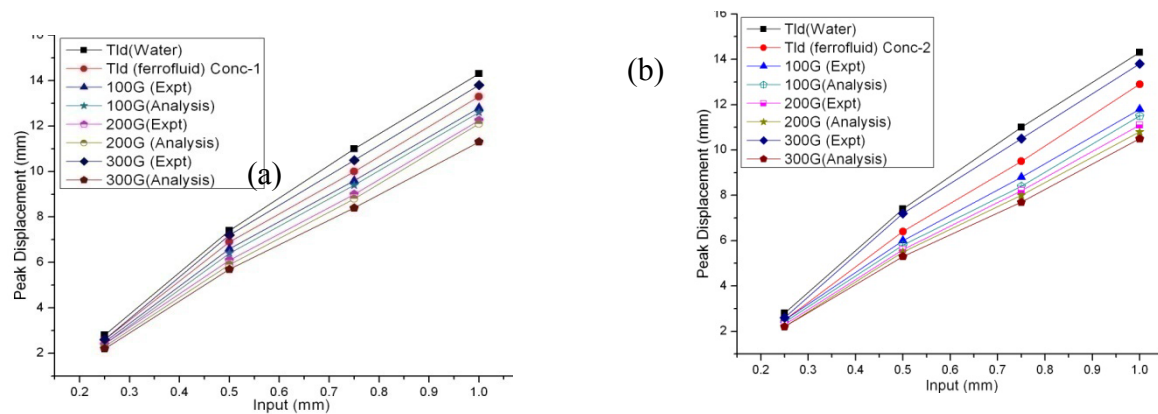 (a)
16
Tld(Water)
Tld (ferrofluid) Conc-1
100G (Expt)
100G(Analysis)
200G(Expt)
200G (Analysis)
300G (Expt)
300G(Analysis)
14
12
10
8
6
4
2
Peak Displacement (mm)
0.2 0.3 0.4 0.5 0.6 0.7 0.8 0.9 1.0
Input (mm)
(b)
16
Tld(Water)
Tld (ferrofluid) Conc-2
100G (Expt)
100G(Analysis)
200G(Expt)
200G (Analysis)
300G (Expt)
300G(Analysis)
14
12
10
8
6
4
2
Peak Displacement (mm)
0.2 0.3 0.4 0.5 0.6 0.7 0.8 0.9 1.0
Input (mm)